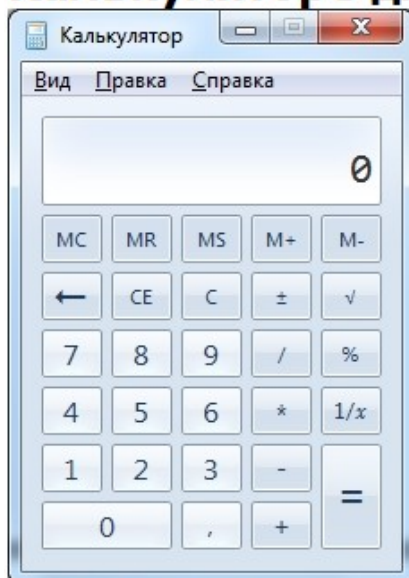 Калькулятор
Вид Правка Справка
0
MC MR MS M+ M-
← CE C ± √
7 8 9 / %
4 5 6 * 1/x
1 2 3 - =
0 , +